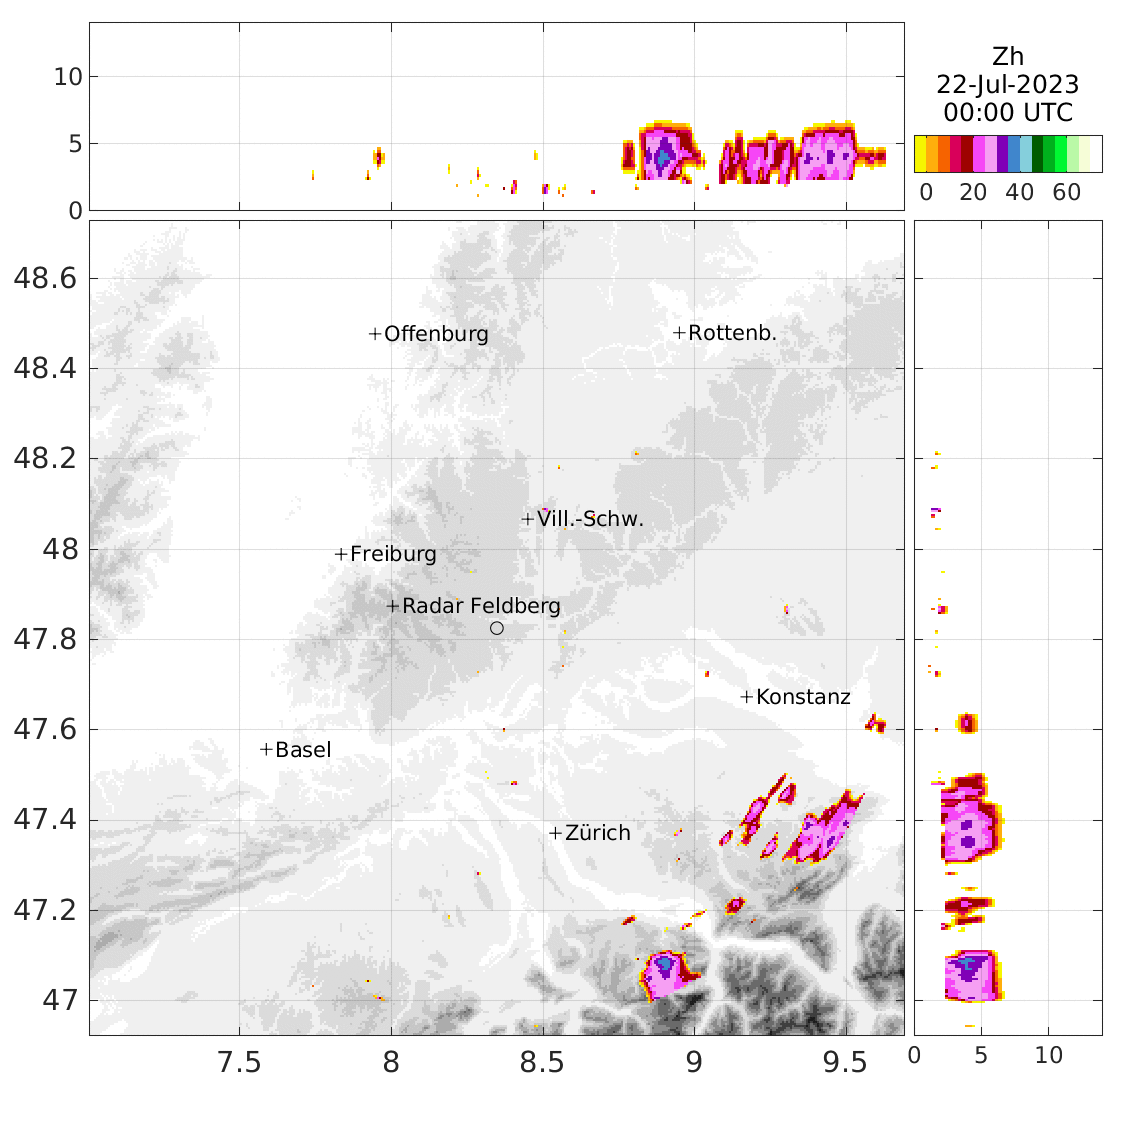 10
5
0
Zh
22-Jul-2023
00:00 UTC
0 20 40 60
48.6
48.4
48.2
48
47.8
47.6
47.4
47.2
47
+Offenburg
+Rottenb.
+Vill.-Schw.
+Freiburg
+Radar Feldberg
+Konstanz
+Basel
+Zürich
7.5 8 8.5 9 9.5
0 5 10